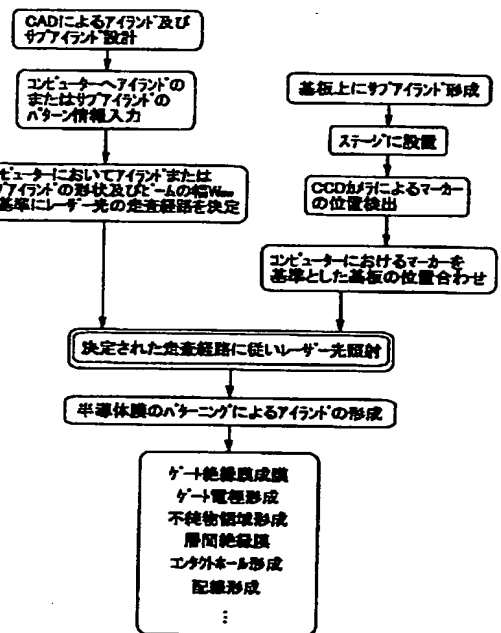 CADによるアイランド及び
サブアイランド設計
コンピューターへアイランドの
またはサブアイランドの
パターン情報入力
ピューターにおいてアイランドまたは
ブアイランドの形状及びビームの幅
基準にレーザー光の走査経路を決定
基板上にサブアイランド形成
ステージに設置
CCDカメラによるマーカー
の位置検出
コンピューターにおけるマーカーを
基準とした基板の位置合わせ
決定された走査経路に従いレーザー光照射
半導体膜のパターニングによるアイランドの形成
ゲート絶縁膜成膜
ゲート電極形成
不純物領域形成
層間絶縁膜
コンタクトホール形成
配線形成
⋮